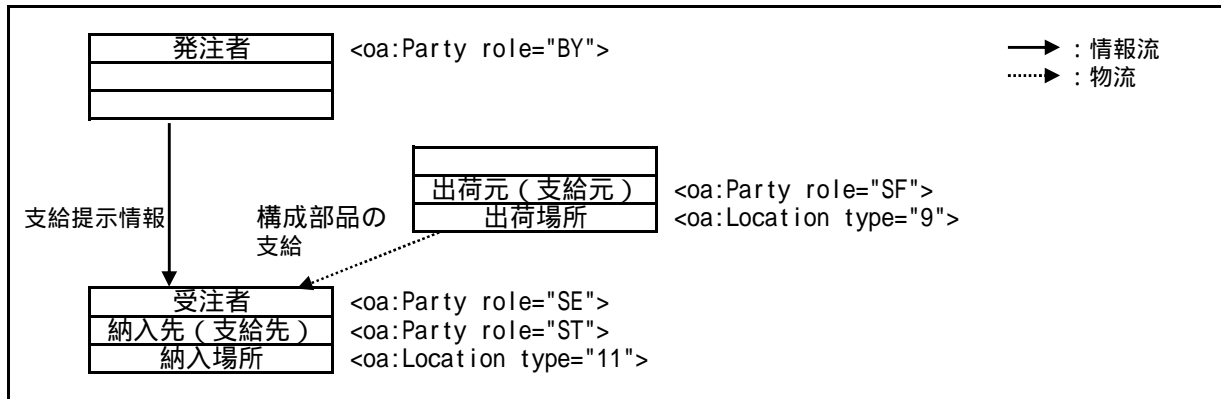 発注者 <oa:Party role="BY">
：情報流
：物流
出荷元（支給元） <oa:Party role="SF">
出荷場所 <oa:Location type="9">
支給提示情報
構成部品の
支給
受注者 <oa:Party role="SE">
納入先（支給先） <oa:Party role="ST">
納入場所 <oa:Location type="11">